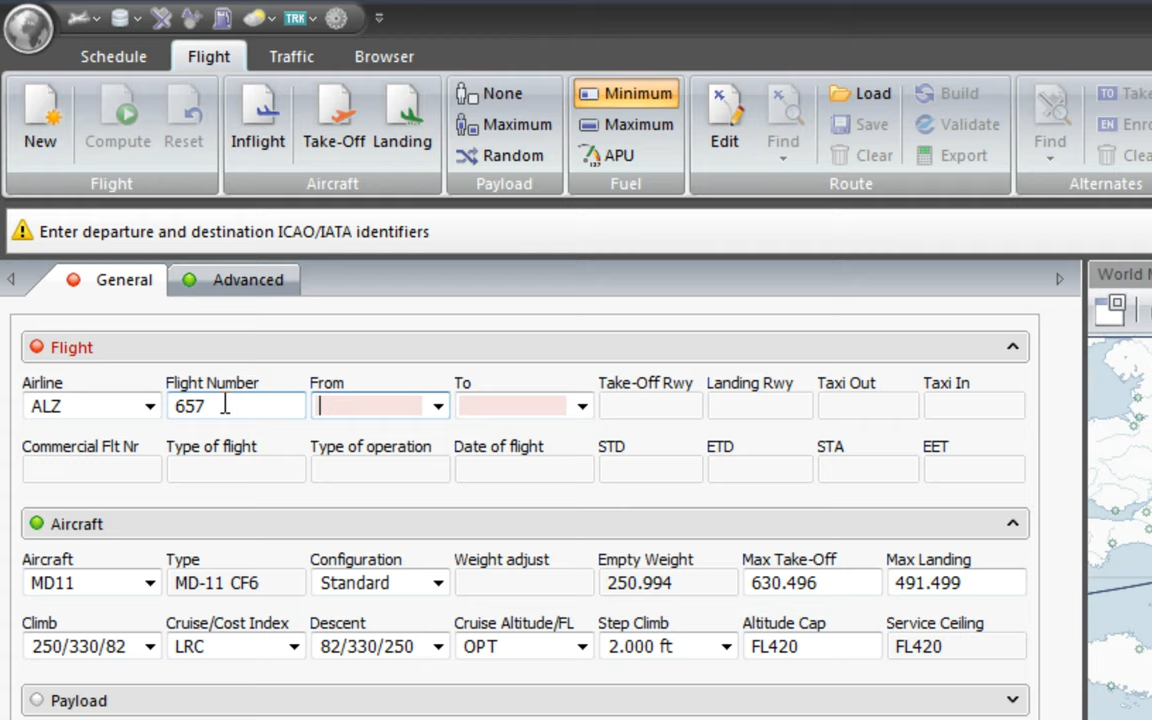 TRK
Schedule Flight Traffic Browser
New Compute Reset Inflight Take-Off Landing
None
Maximum
Random
Minimum
Maximum
APU
Edit Find
Load Build
Save Validate
Clear Export
Find
TO Take
EN Enro
Clea
Flight Aircraft Payload Fuel Route Alternates
Enter departure and destination ICAO/IATA identifiers
General Advanced
World M
Flight
Airline Flight Number From To Take-Off Rwy Landing Rwy Taxi Out Taxi In
ALZ 657
Commercial Flt Nr Type of flight Type of operation Date of flight STD ETD STA EET
Aircraft
Aircraft Type Configuration Weight adjust Empty Weight Max Take-Off Max Landing
MD11 MD-11 CF6 Standard 250.994 630.496 491.499
Climb Cruise/Cost Index Descent Cruise Altitude/FL Step Climb Altitude Cap Service Ceiling
250/330/82 LRC 82/330/250 OPT 2.000 ft FL420 FL420
Payload